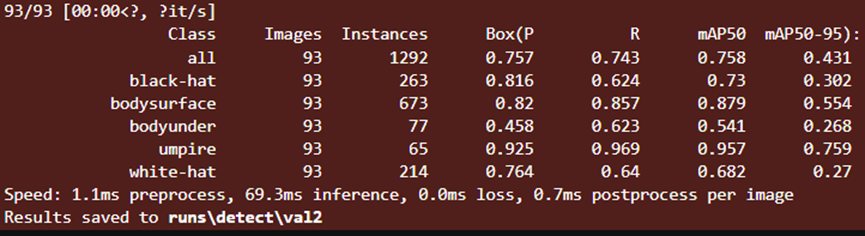 93/93 [00:00<?, ?it/s]
Class Images Instances Box(P R mAP50 mAP50-95):
all 93 1292 0.757 0.743 0.758 0.431
black-hat 93 263 0.816 0.624 0.73 0.302
bodysurface 93 673 0.82 0.857 0.879 0.554
bodyunder 93 77 0.458 0.623 0.541 0.268
umpire 93 65 0.925 0.969 0.957 0.759
white-hat 93 214 0.764 0.64 0.682 0.27
Speed: 1.1ms preprocess, 69.3ms inference, 0.0ms loss, 0.7ms postprocess per image
Results saved to runs\detect\val2